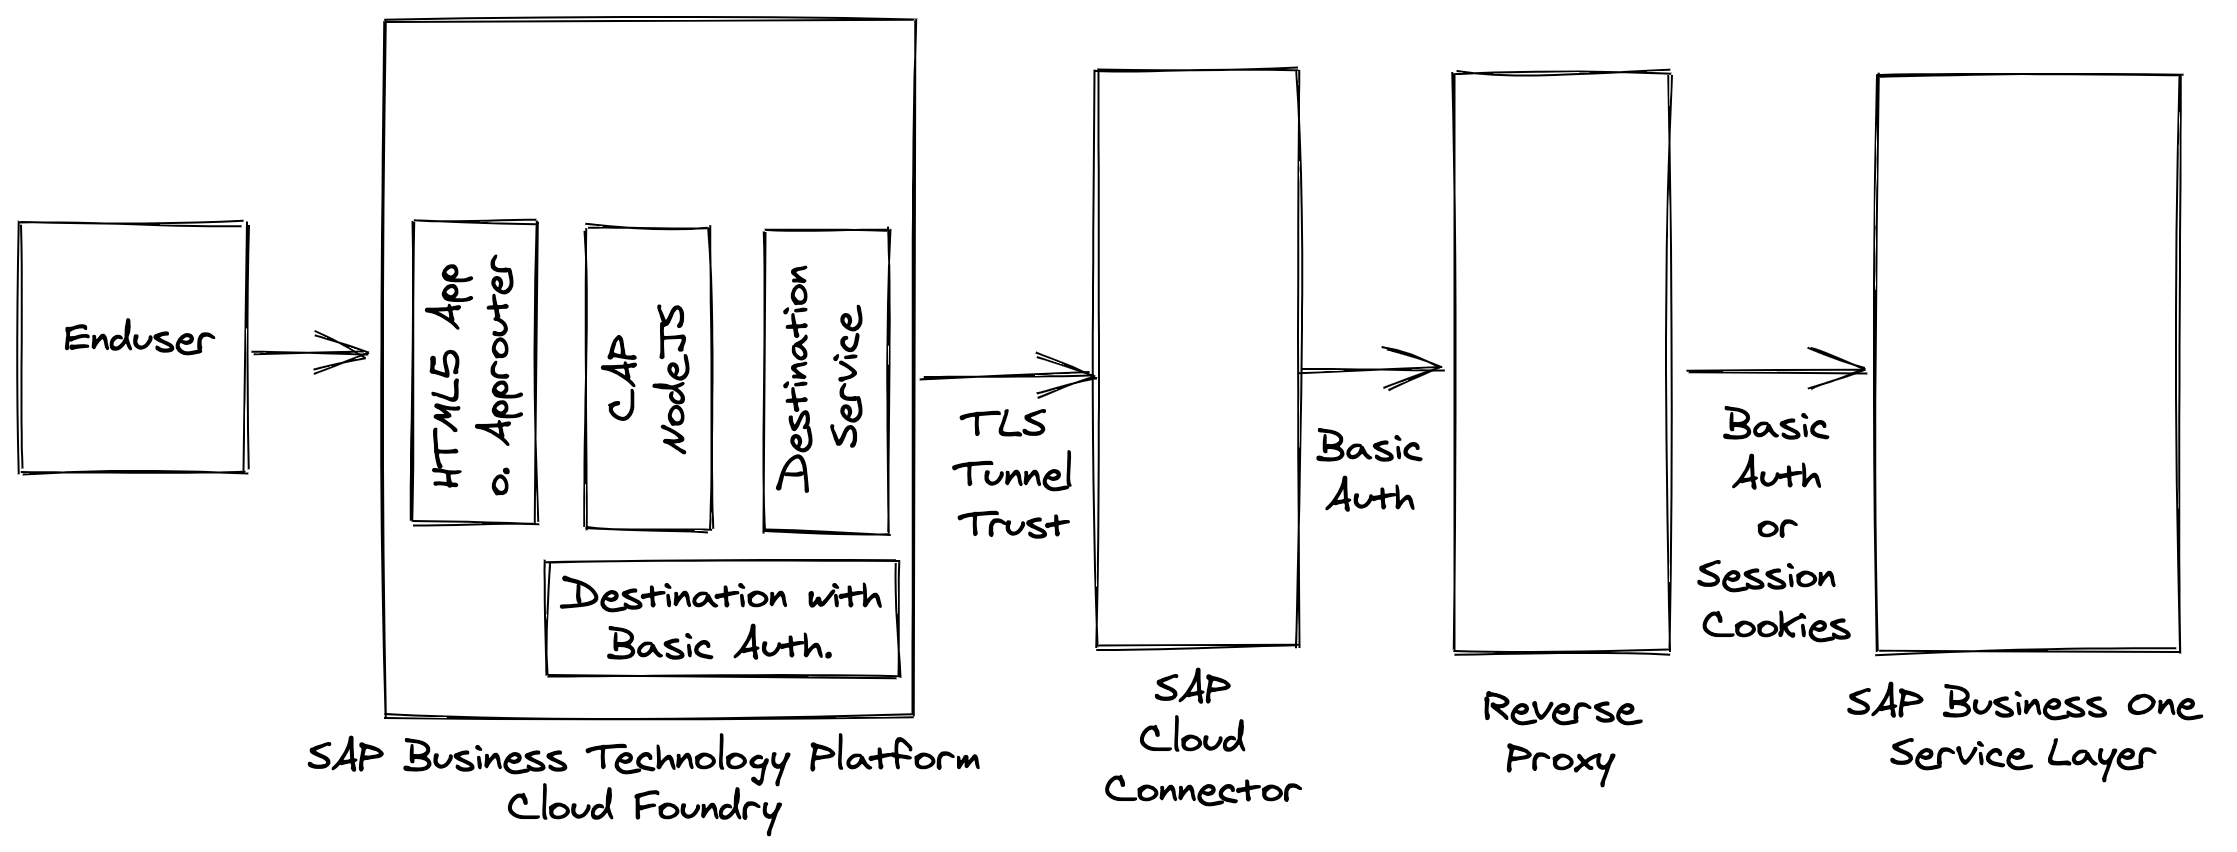 Enduser
HTML5 App
o. Approuter
CAP
NodeJS
Destination
Service
Destination with
Basic Auth.
SAP Business Technology Platform
Cloud Foundry
TLS
Tunnel
Trust
SAP
Cloud
Connector
Basic
Auth
Reverse
Proxy
Basic
Auth
or
Session
Cookies
SAP Business One
Service Layer